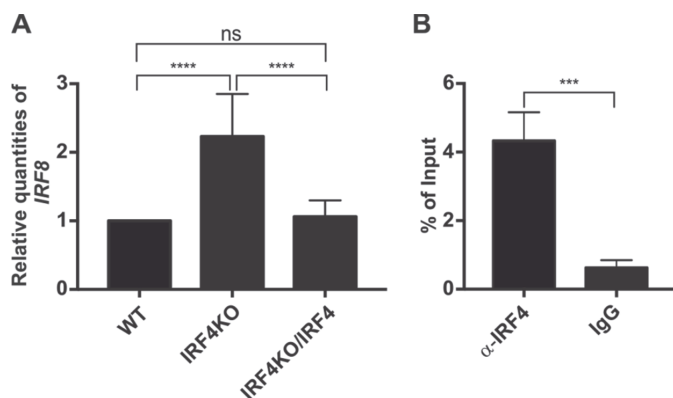 A
ns
****
****
Relative quantities of
IRF8
3
2
1
0
WT
IRF4KO
IRF4KO/IRF4
B
***
% of Input
6
4
2
0
α-IRF4
IgG